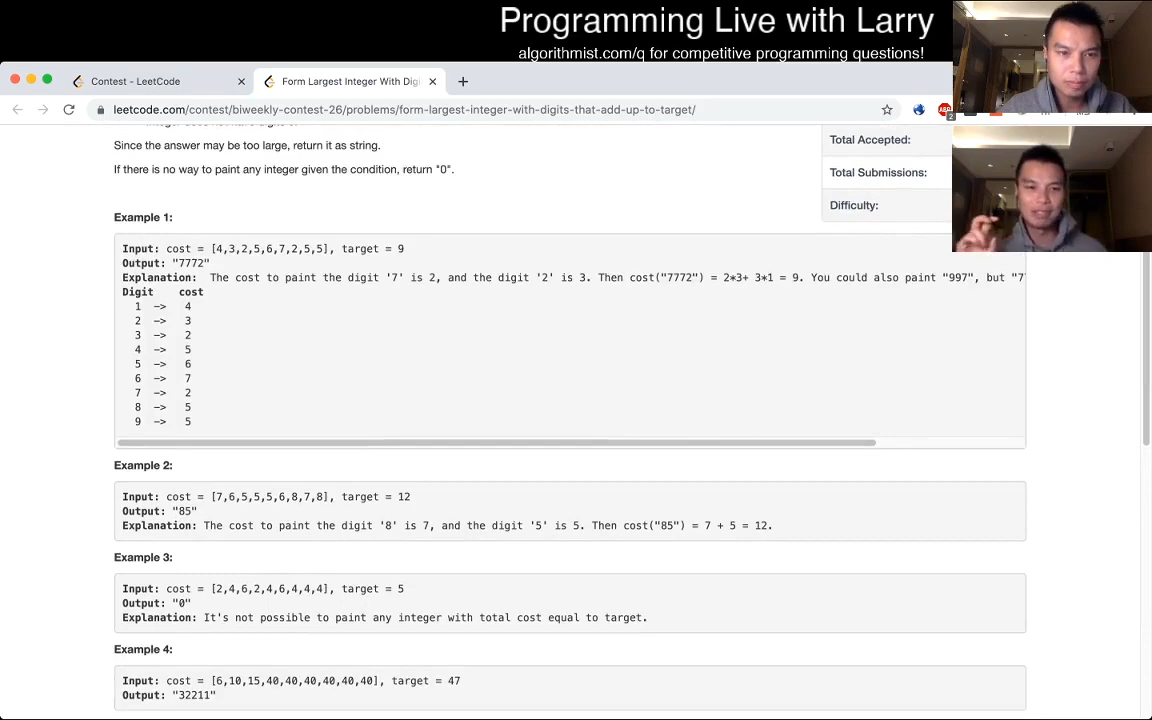 Programming Live with Larry
algorithmist.com/q for competitive programming questions!
Contest - LeetCode
Form Largest Integer With Dig
leetcode.com/contest/biweekly-contest-26/problems/form-largest-integer-with-digits-that-add-up-to-target/
Since the answer may be too large, return it as string.
If there is no way to paint any integer given the condition, return "0".
Total Accepted:
Total Submissions:
Difficulty:
Example 1:
Input: cost = [4,3,2,5,6,7,2,5,5], target = 9
Output: "7772"
Explanation: The cost to paint the digit '7' is 2, and the digit '2' is 3. Then cost("7772") = 2*3+ 3*1 = 9. You could also paint "997", but "7
Digit cost
1 -> 4
2 -> 3
3 -> 2
4 -> 5
5 -> 6
6 -> 7
7 -> 2
8 -> 5
9 -> 5
Example 2:
Input: cost = [7,6,5,5,5,6,8,7,8], target = 12
Output: "85"
Explanation: The cost to paint the digit '8' is 7, and the digit '5' is 5. Then cost("85") = 7 + 5 = 12.
Example 3:
Input: cost = [2,4,6,2,4,6,4,4,4], target = 5
Output: "0"
Explanation: It's not possible to paint any integer with total cost equal to target.
Example 4:
Input: cost = [6,10,15,40,40,40,40,40,40], target = 47
Output: "32211"